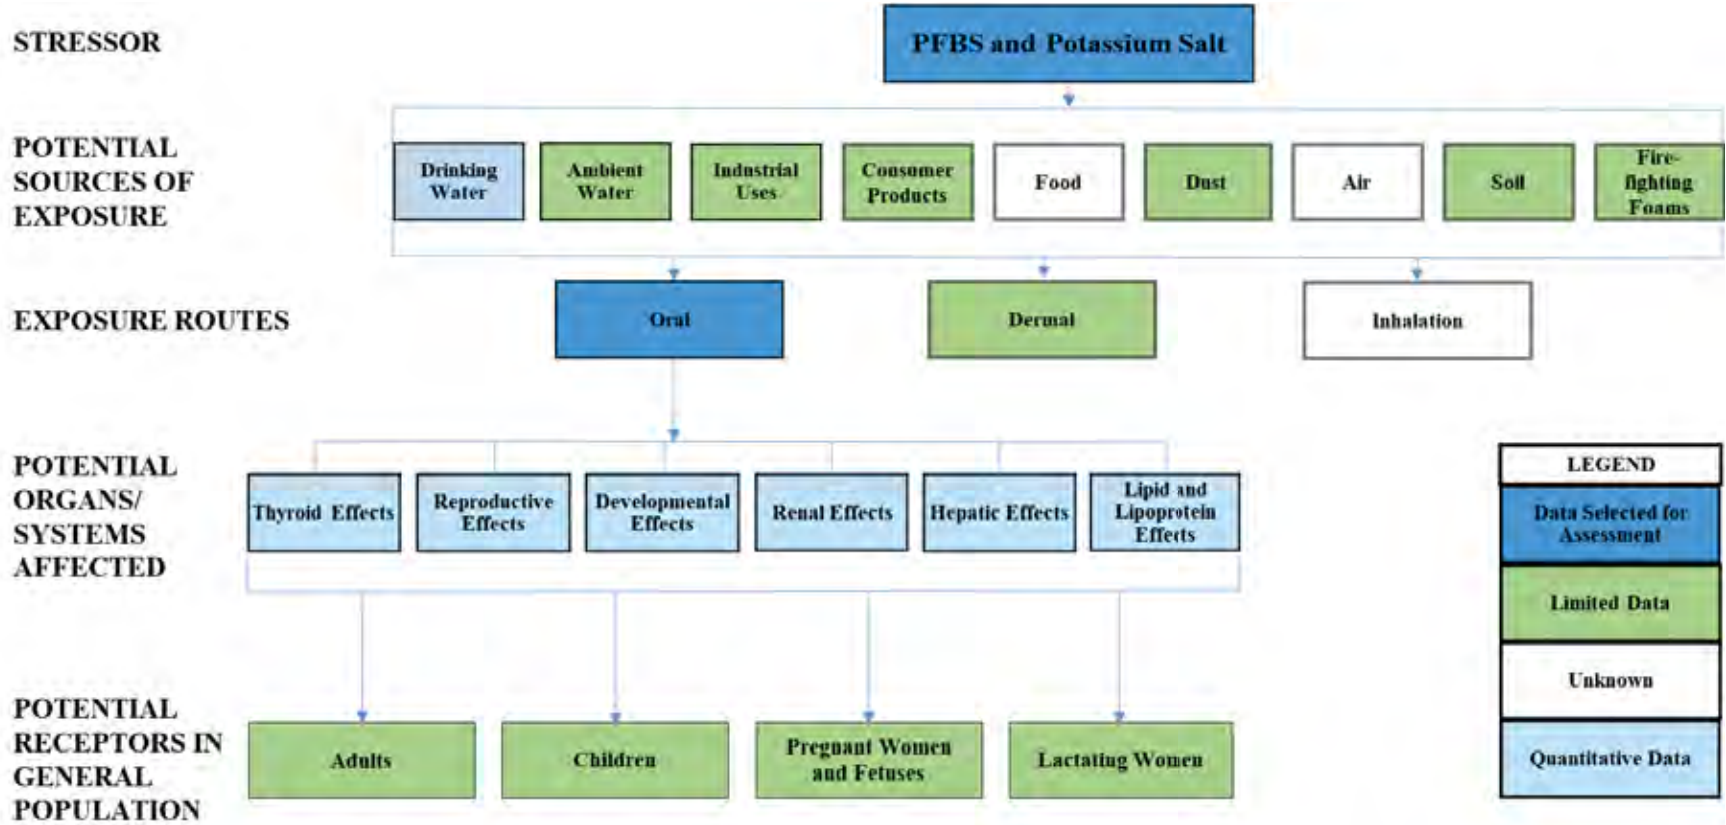 STRESSOR
PFBS and Potassium Salt
POTENTIAL
SOURCES OF
EXPOSURE
Drinking
Water
Ambient
Water
Industrial
Uses
Consumer
Products
Food
Dust
Air
Soil
Fire-
fighting
Foams
EXPOSURE ROUTES
Oral
Dermal
Inhalation
POTENTIAL
ORGANS/
SYSTEMS
AFFECTED
Thyroid Effects
Reproductive
Effects
Developmental
Effects
Renal Effects
Hepatic Effects
Lipid and
Lipoprotein
Effects
LEGEND
Data Selected for
Assessment
Limited Data
Unknown
Quantitative Data
POTENTIAL
RECEPTORS IN
GENERAL
POPULATION
Adults
Children
Pregnant Women
and Fetuses
Lactating Women